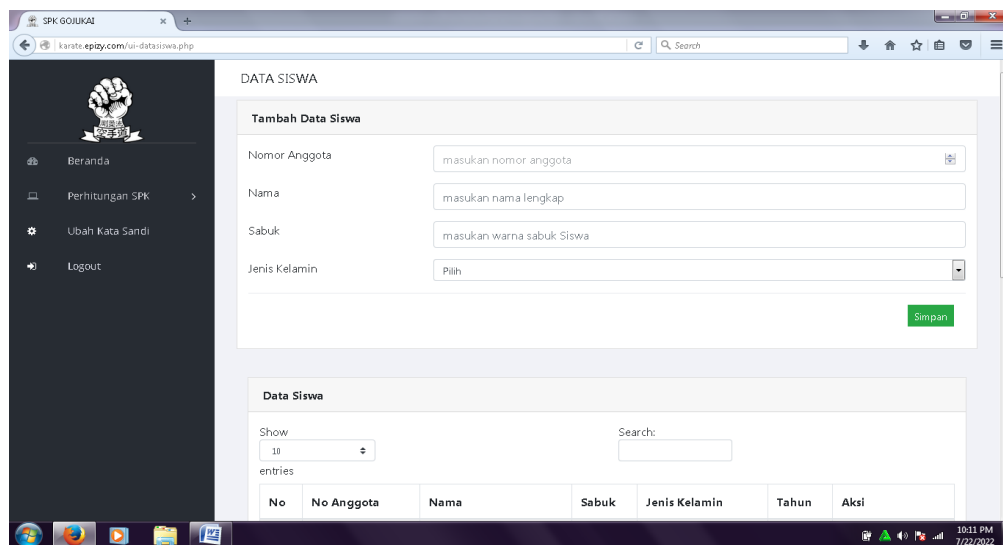 SPK GOJUKAI
karate.epizy.com/ui-datasiswa.php
Search
DATA SISWA
Tambah Data Siswa
Nomor Anggota
masukan nomor anggota
Nama
masukan nama lengkap
Sabuk
masukan warna sabuk Siswa
Jenis Kelamin
Pilih
Simpan
空手道
Beranda
Perhitungan SPK
Ubah Kata Sandi
Logout
Data Siswa
Show
10
entries
Search:
No No Anggota Nama Sabuk Jenis Kelamin Tahun Aksi
10:11 PM
7/22/2022